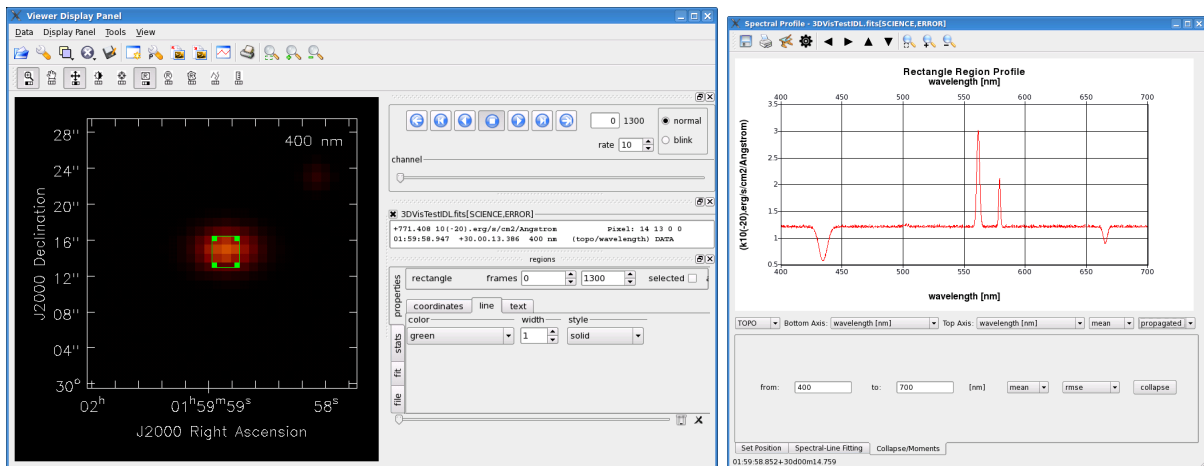 Viewer Display Panel
Data Display Panel Tools View
0 1300
normal
blink
rate 10
channel
3DVisTestIDL.fits[SCIENCE,ERROR]
+771.408 10(-20).erg/s/cm2/Angstrom Pixel: 14 13 0 0
01:59:58.947 +30.00.13.386 400 nm (topo/wavelength) DATA
regions
properties
stats
fit
file
rectangle frames 0 1300 selected
coordinates line text
color width style
green 1 solid
400 nm
J2000 Declination
28"
24"
20"
16"
12"
08"
04"
30°
02h 01h59m59s 58s
J2000 Right Ascension
Spectral Profile - 3DVisTestIDL.fits[SCIENCE,ERROR]
Rectangle Region Profile
wavelength [nm]
400 450 500 550 600 650 700
(k10(-20).erg/s/cm2/Angstrom)
3.5
3
2.5
2
1.5
1
0.5
400 450 500 550 600 650 700
wavelength [nm]
TOPO Bottom Axis: wavelength [nm] Top Axis: wavelength [nm] mean propagated
from: 400 to: 700 [nm] mean rmse collapse
Set Position Spectral-Line Fitting Collapse/Moments
01:59:58.852+30d00m14.759